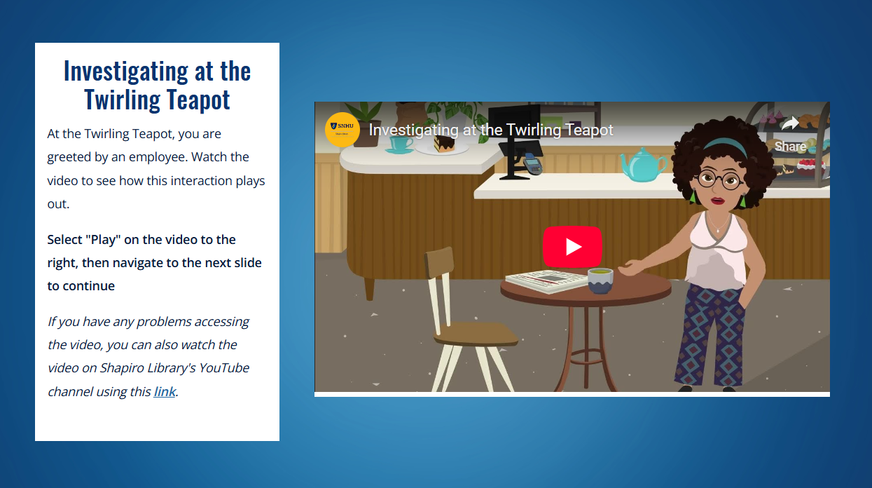 Investigating at the
Twirling Teapot
At the Twirling Teapot, you are
greeted by an employee. Watch the
video to see how this interaction plays
out.
Select "Play" on the video to the
right, then navigate to the next slide
to continue
If you have any problems accessing
the video, you can also watch the
video on Shapiro Library's YouTube
channel using this link.
SNHU
Investigating at the Twirling Teapot
Share